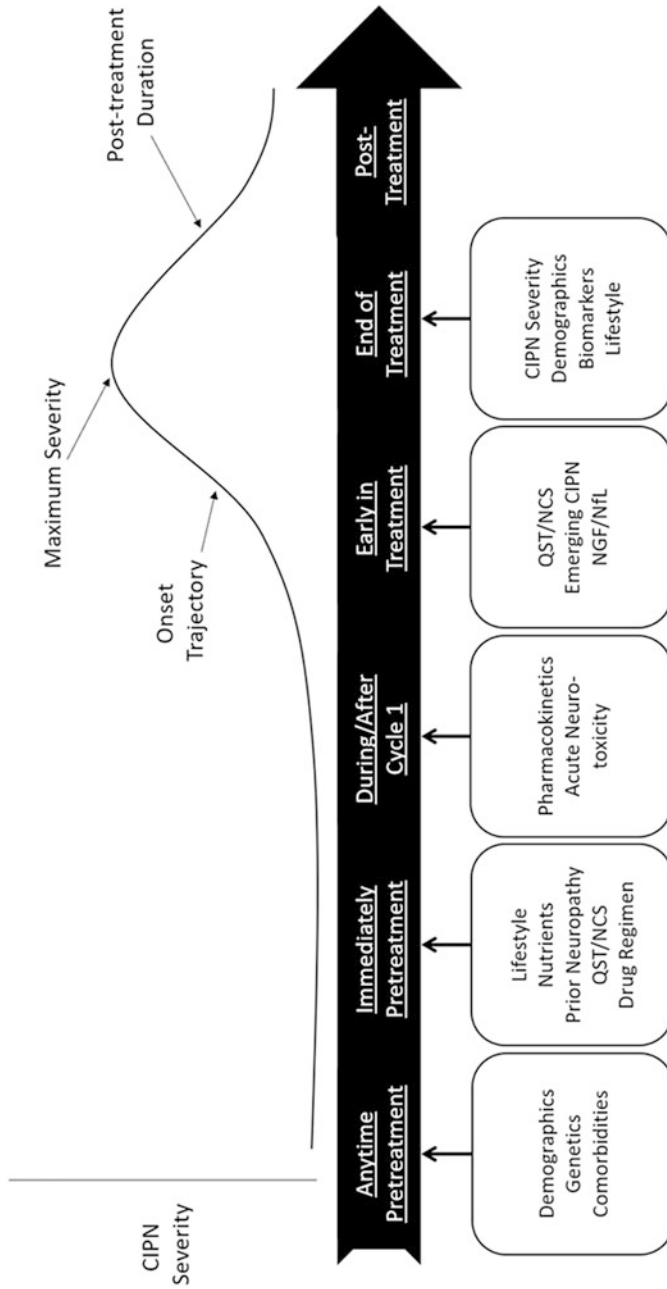 CIPN
Severity
Onset
Trajectory
Maximum Severity
Post-treatment
Duration
Anytime
Pretreatment
Immediately
Pretreatment
During/After
Cycle 1
Early in
Treatment
End of
Treatment
Post-
Treatment
Demographics
Genetics
Comorbidities
Lifestyle
Nutrients
Prior Neuropathy
QST/NCS
Drug Regimen
Pharmacokinetics
Acute Neuro-
toxicity
QST/NCS
Emerging CIPN
NGF/NfL
CIPN Severity
Demographics
Biomarkers
Lifestyle